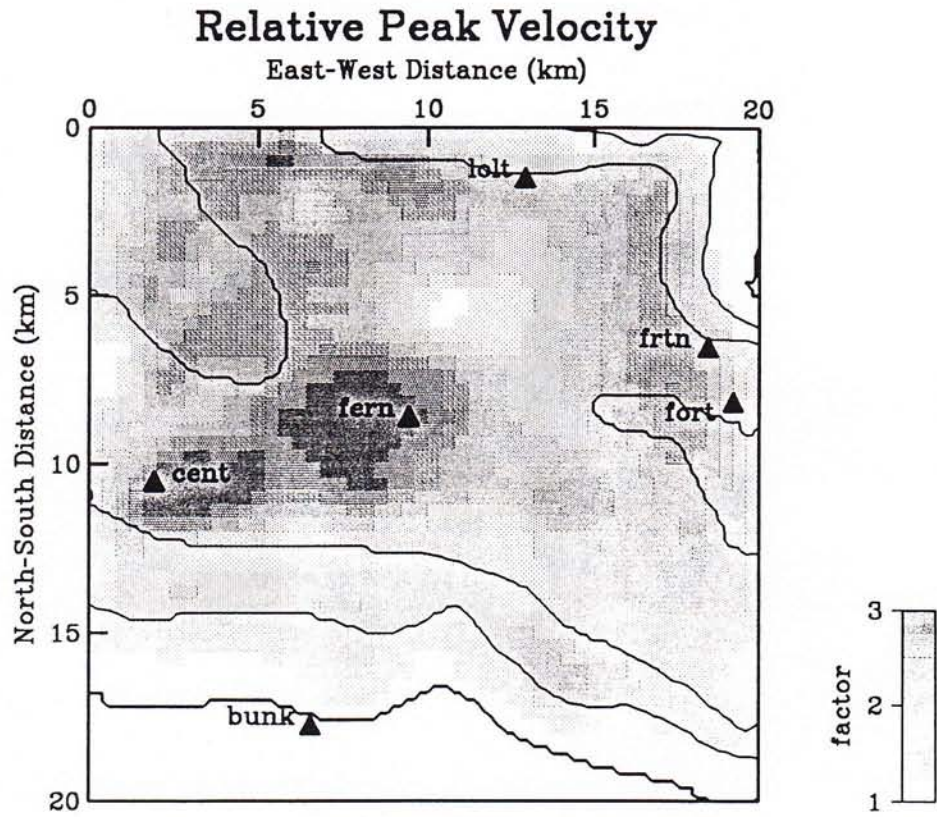 Relative Peak Velocity
East-West Distance (km)
0 5 10 15 20
0
5
10
15
20
North-South Distance (km)
lolt
frtn
fort
fern
cent
bunk
factor
3
2
1